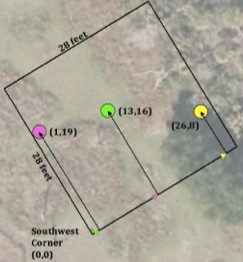 28 feet
(13,16)
(1,19)
(26,8)
28 feet
Southwest
Corner
(0,0)